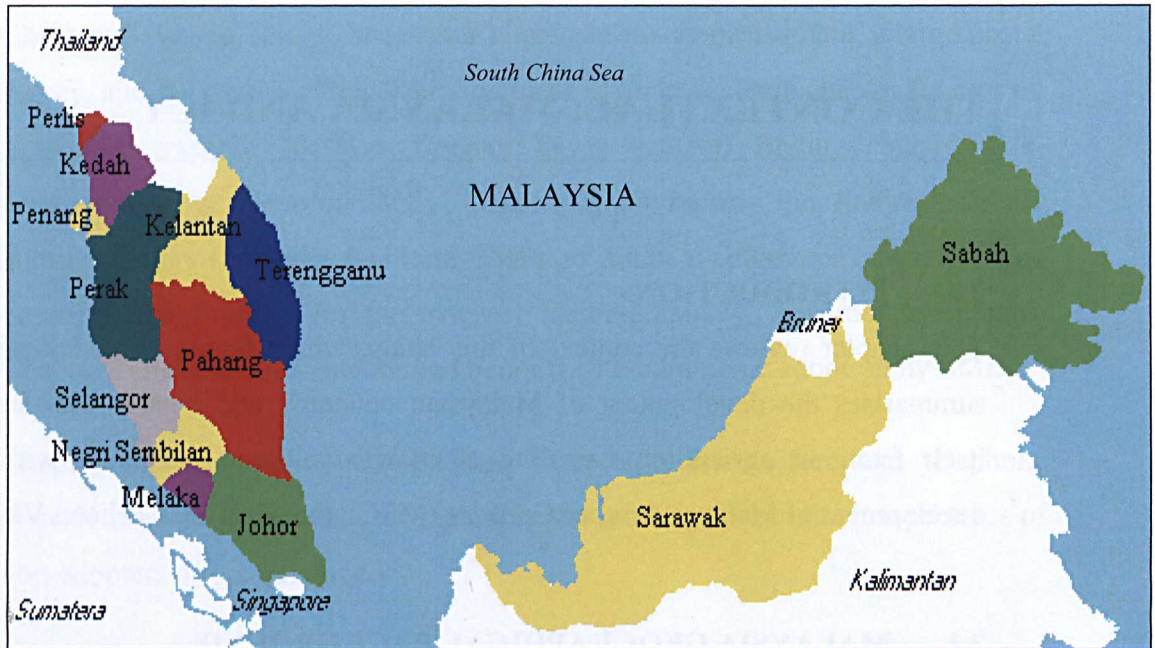 Thailand
South China Sea
Perlis
Kedah
MALAYSIA
Penang
Kelantan
Sabah
Terengganu
Perak
Brunei
Pahang
Selangor
Negri Sembilan
Melaka
Sarawak
Johor
Kalimantan
Singapore
Sumatera